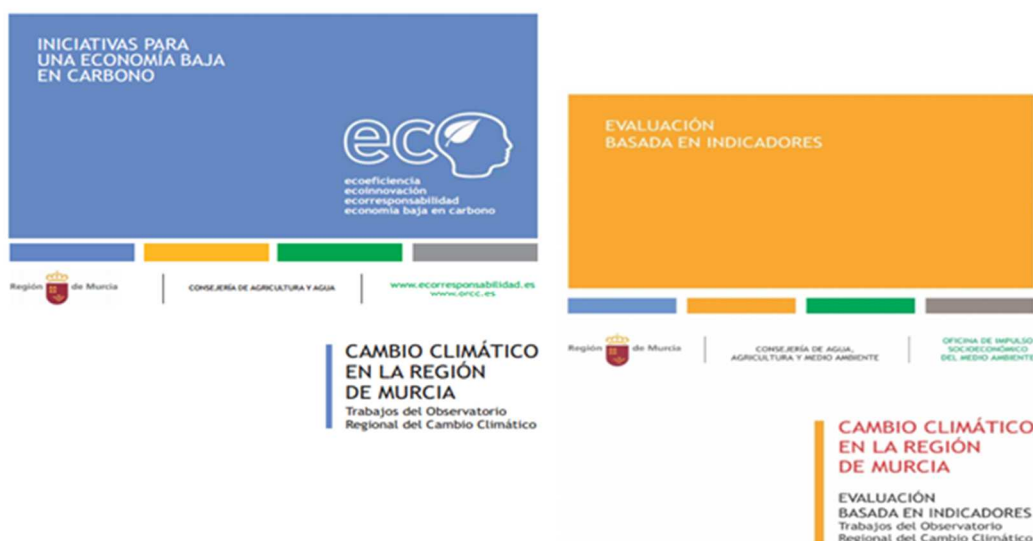 INICIATIVAS PARA
UNA ECONOMÍA BAJA
EN CARBONO
eco
ecoeficiencia
ecoinnovación
ecorresponsabilidad
economía baja en carbono
Región de Murcia
CONSEJERÍA DE AGRICULTURA Y AGUA
www.ecorresponsabilidad.es
www.orcc.es
CAMBIO CLIMÁTICO
EN LA REGIÓN
DE MURCIA
Trabajos del Observatorio
Regional del Cambio Climático
EVALUACIÓN
BASADA EN INDICADORES
Región de Murcia
CONSEJERÍA DE AGUA,
AGRICULTURA Y MEDIO AMBIENTE
OFICINA DE IMPULSO
SOCIOECONÓMICO
DEL MEDIO AMBIENTE
CAMBIO CLIMÁTICO
EN LA REGIÓN
DE MURCIA
EVALUACIÓN
BASADA EN INDICADORES
Trabajos del Observatorio
Regional del Cambio Climático